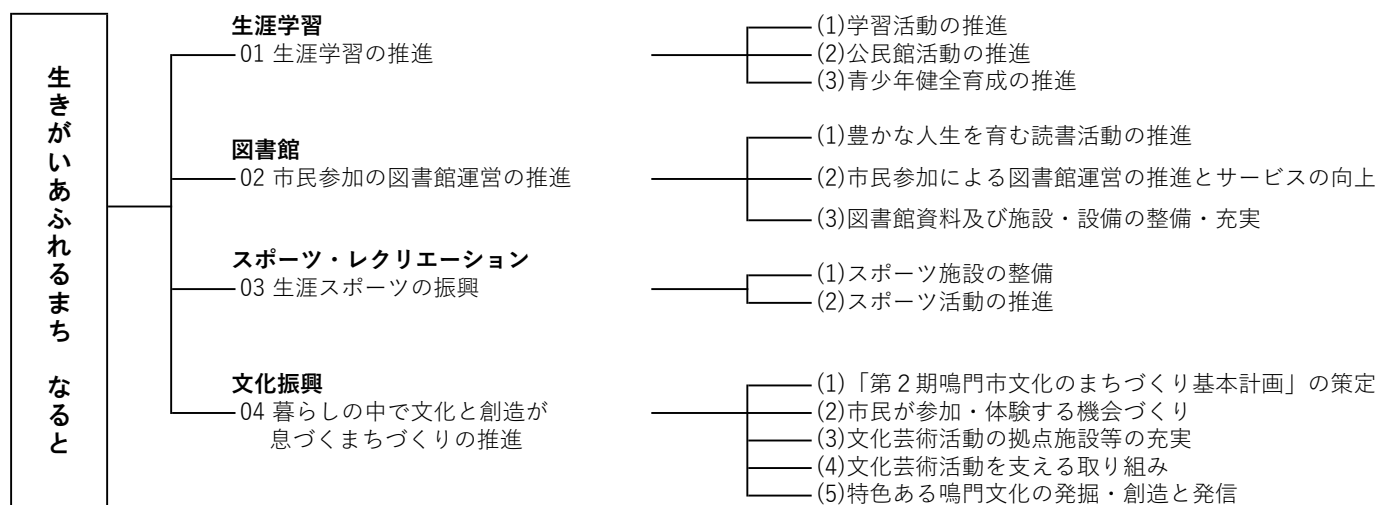 生きがいあふれるまち　なると
生涯学習
01 生涯学習の推進
(1)学習活動の推進
(2)公民館活動の推進
(3)青少年健全育成の推進
図書館
02 市民参加の図書館運営の推進
(1)豊かな人生を育む読書活動の推進
(2)市民参加による図書館運営の推進とサービスの向上
(3)図書館資料及び施設・設備の整備・充実
スポーツ・レクリエーション
03 生涯スポーツの振興
(1)スポーツ施設の整備
(2)スポーツ活動の推進
文化振興
04 暮らしの中で文化と創造が
息づくまちづくりの推進
(1)「第２期鳴門市文化のまちづくり基本計画」の策定
(2)市民が参加・体験する機会づくり
(3)文化芸術活動の拠点施設等の充実
(4)文化芸術活動を支える取り組み
(5)特色ある鳴門文化の発掘・創造と発信